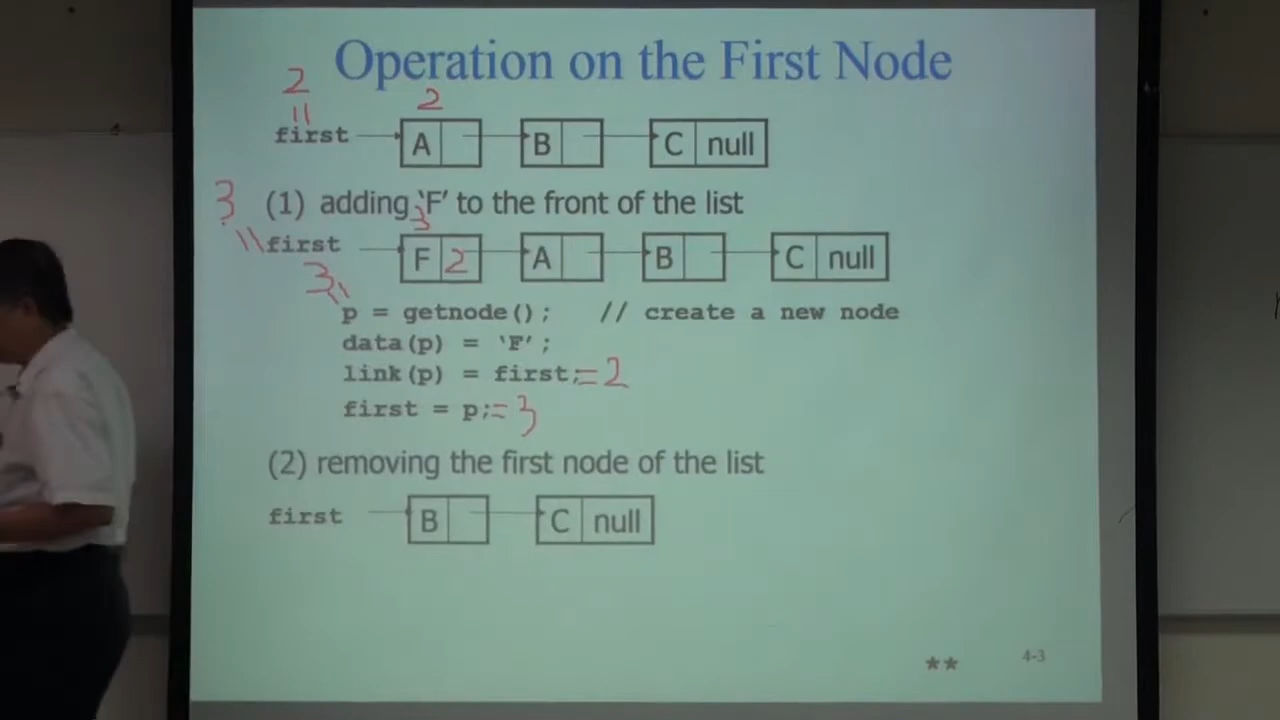 Operation on the First Node
2 2
||
first A B C null
3 (1) adding ‘F’ to the front of the list
3
|| first F 2 A B C null
3
||
p = getnode(); // create a new node
data(p) = ‘F’;
link(p) = first; = 2
first = p; = 3
(2) removing the first node of the list
first B C null
** 4-3